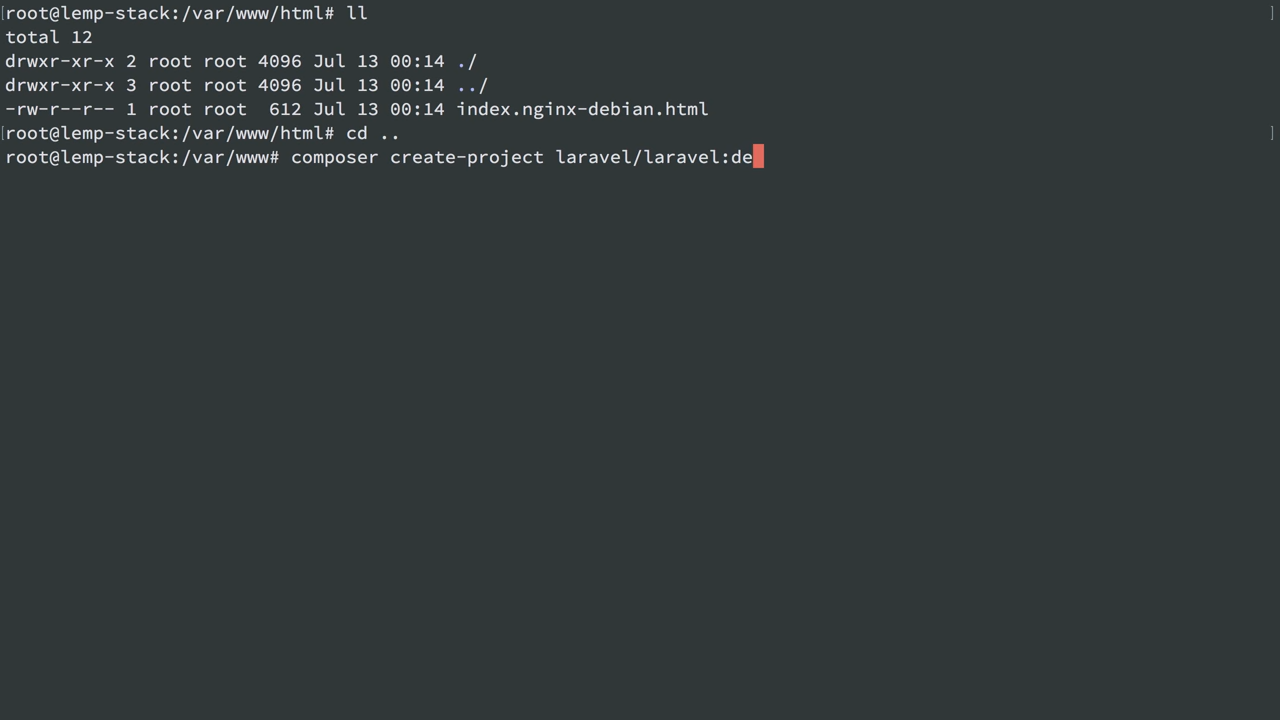 [root@lemp-stack:/var/www/html# ll ]
total 12
drwxr-xr-x 2 root root 4096 Jul 13 00:14 ./
drwxr-xr-x 3 root root 4096 Jul 13 00:14 ../
-rw-r--r-- 1 root root  612 Jul 13 00:14 index.nginx-debian.html
[root@lemp-stack:/var/www/html# cd .. ]
root@lemp-stack:/var/www# composer create-project laravel/laravel:de